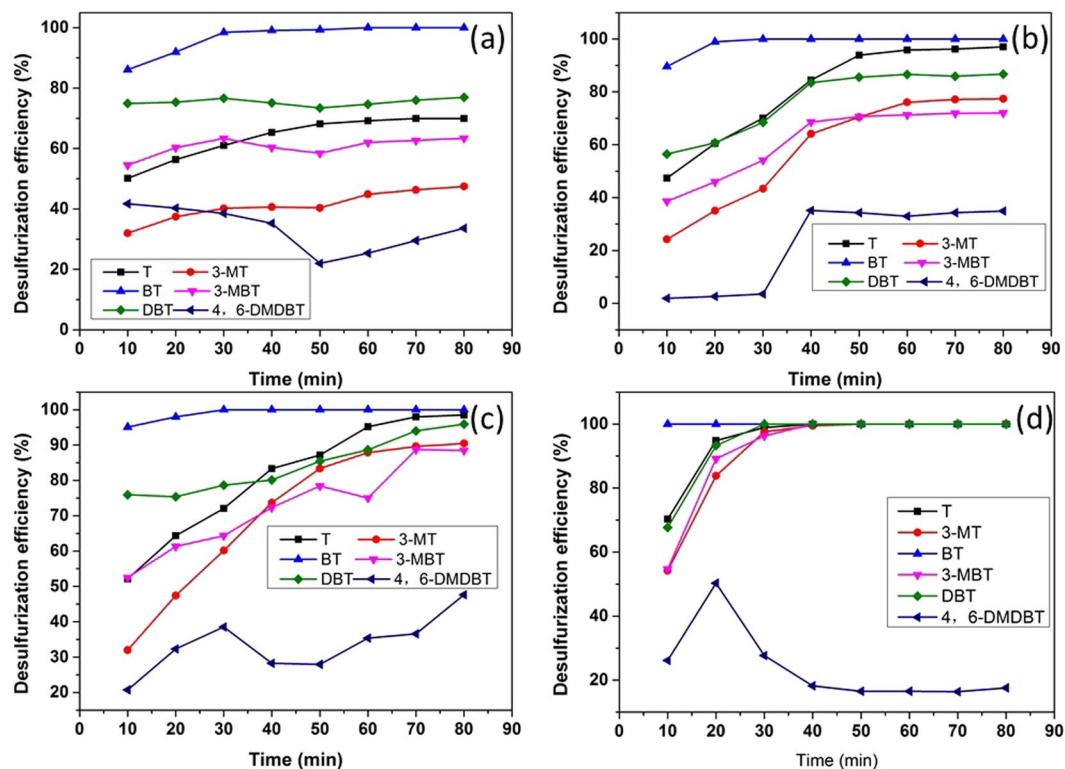 (a)
Desulfurization efficiency (%)
100
80
60
40
20
0
T 3-MT
BT 3-MBT
DBT 4，6-DMDBT
0 10 20 30 40 50 60 70 80 90
Time (min)
(b)
Desulfurization efficiency (%)
100
80
60
40
20
0
T 3-MT
BT 3-MBT
DBT 4，6-DMDBT
0 10 20 30 40 50 60 70 80 90
Time (min)
(c)
Desulfurization efficiency (%)
100
90
80
70
60
50
40
30
20
T 3-MT
BT 3-MBT
DBT 4，6-DMDBT
0 10 20 30 40 50 60 70 80 90
Time (min)
(d)
Desulfurization efficiency (%)
100
80
60
40
20
T
3-MT
BT
3-MBT
DBT
4，6-DMDBT
0 10 20 30 40 50 60 70 80 90
Time (min)